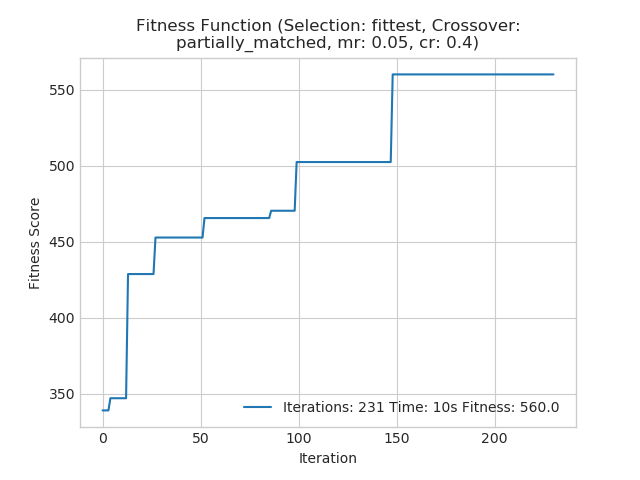 Fitness Function (Selection: fittest, Crossover:
partially_matched, mr: 0.05, cr: 0.4)
Fitness Score
550
500
450
400
350
Iterations: 231 Time: 10s Fitness: 560.0
0 50 100 150 200
Iteration